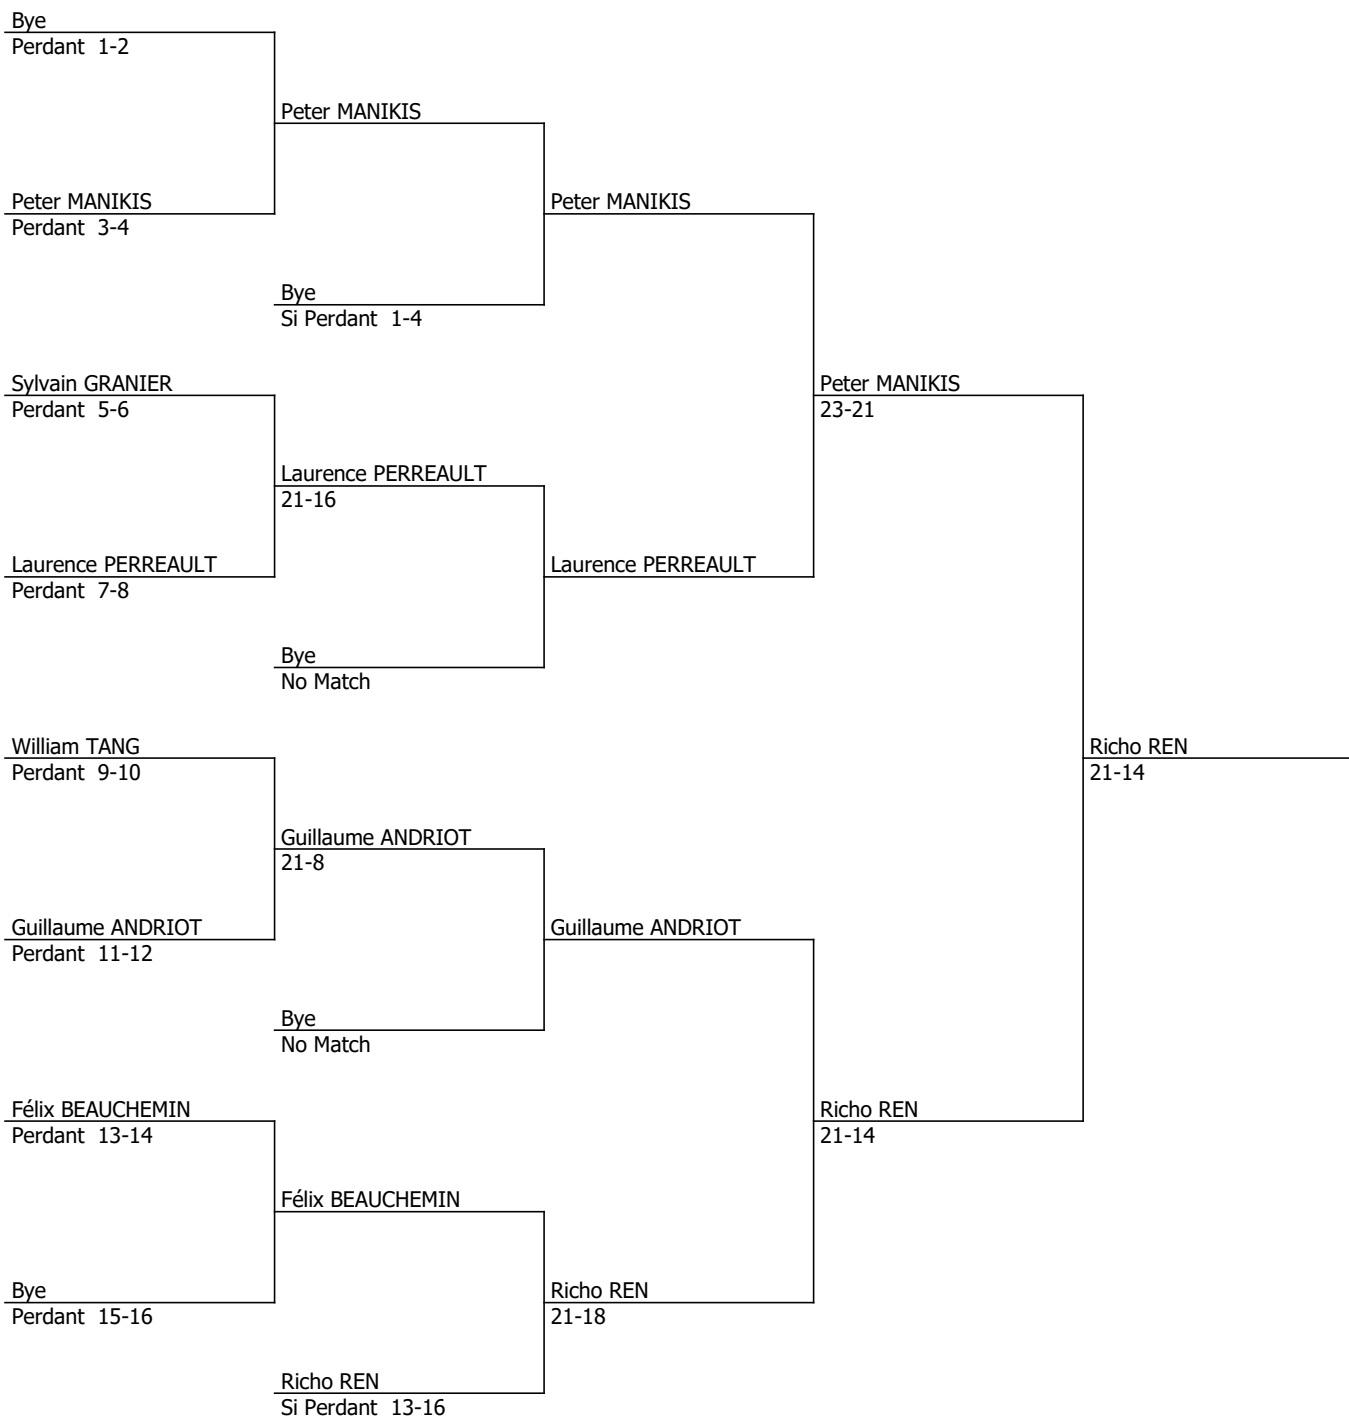 Bye
Perdant 1-2
Peter MANIKIS
Peter MANIKIS
Perdant 3-4
Peter MANIKIS
Bye
Si Perdant 1-4
Sylvain GRANIER
Perdant 5-6
Peter MANIKIS
23-21
Laurence PERREAULT
21-16
Laurence PERREAULT
Perdant 7-8
Laurence PERREAULT
Bye
No Match
William TANG
Perdant 9-10
Richo REN
21-14
Guillaume ANDRIOT
21-8
Guillaume ANDRIOT
Perdant 11-12
Guillaume ANDRIOT
Bye
No Match
Félix BEAUCHEMIN
Perdant 13-14
Richo REN
21-14
Félix BEAUCHEMIN
Bye
Perdant 15-16
Richo REN
21-18
Richo REN
Si Perdant 13-16